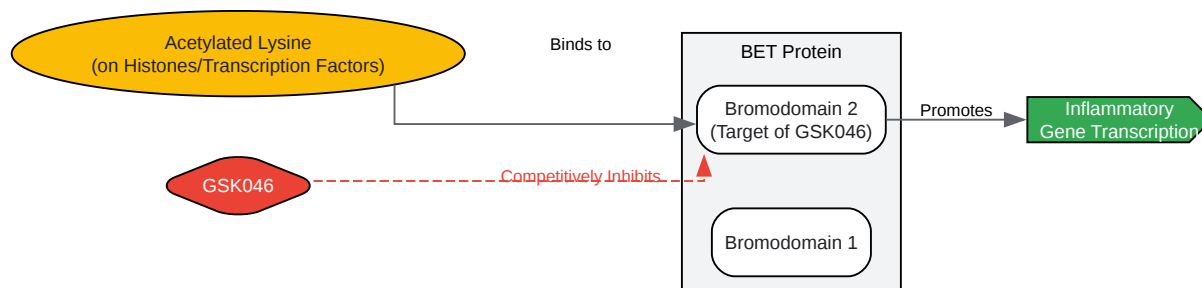 Acetylated Lysine
(on Histones/Transcription Factors)
Binds to
BET Protein
Bromodomain 2
(Target of GSK046)
Promotes
Inflammatory
Gene Transcription
GSK046
Competitively Inhibits
Bromodomain 1